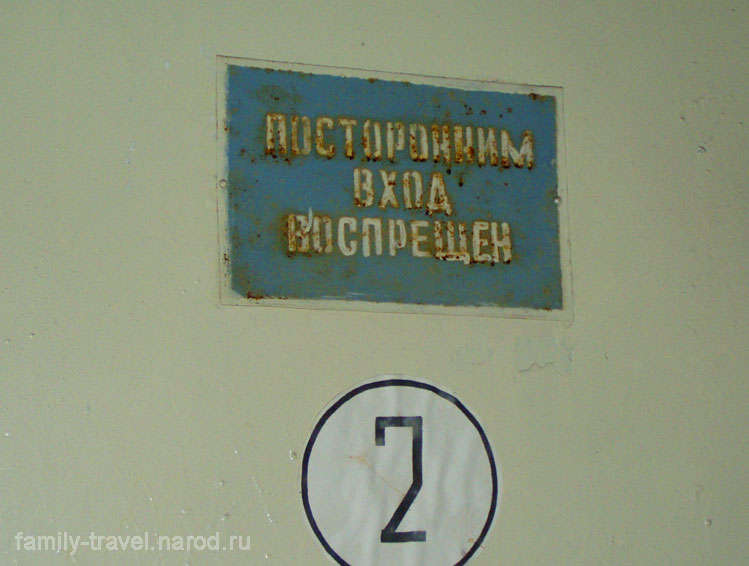 ПОСТОРОННИМ
ВХОД
ВОСПРЕЩЕН
2
family-travel.narod.ru